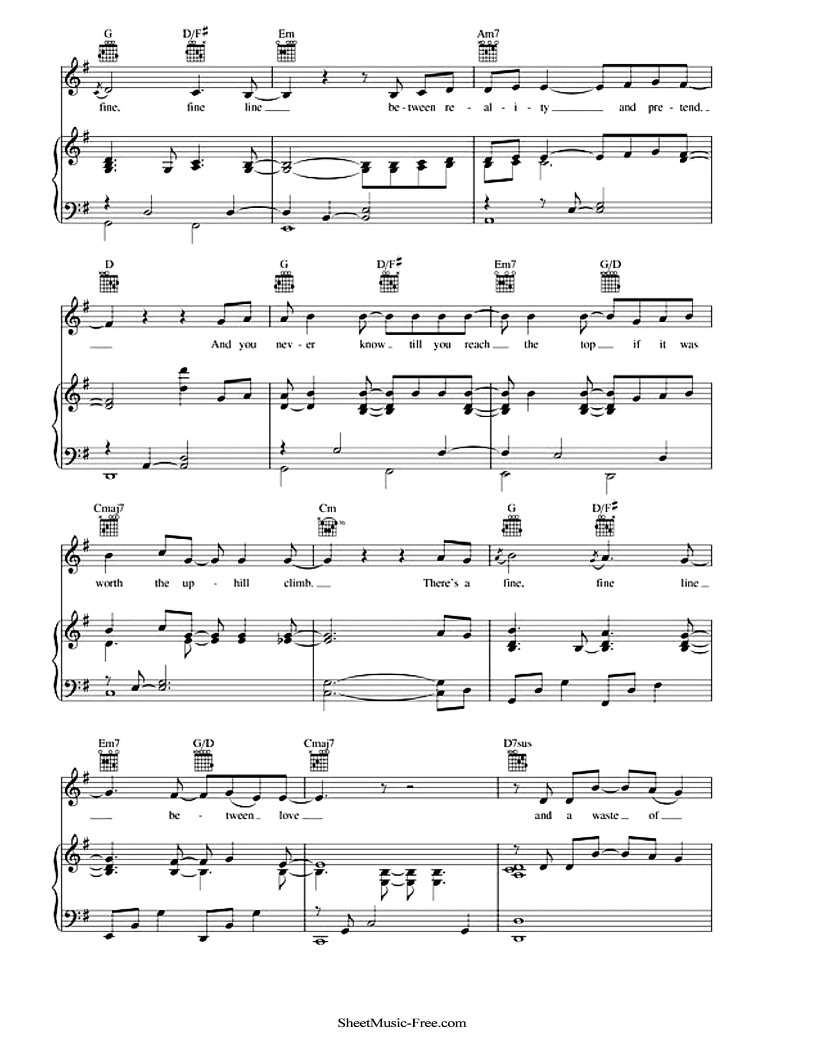 G D/F# Em Am7
fine, fine line be-tween re - al - i - ty and pre-tend.
D G D/F# Em7 G/D
And you nev-er know till you reach the top if it was
Cmaj7 Cm G D/F#
worth the up - hill climb. There's a fine, fine line
Em7 G/D Cmaj7 D7sus
be - tween love and a waste of
SheetMusic-Free.com